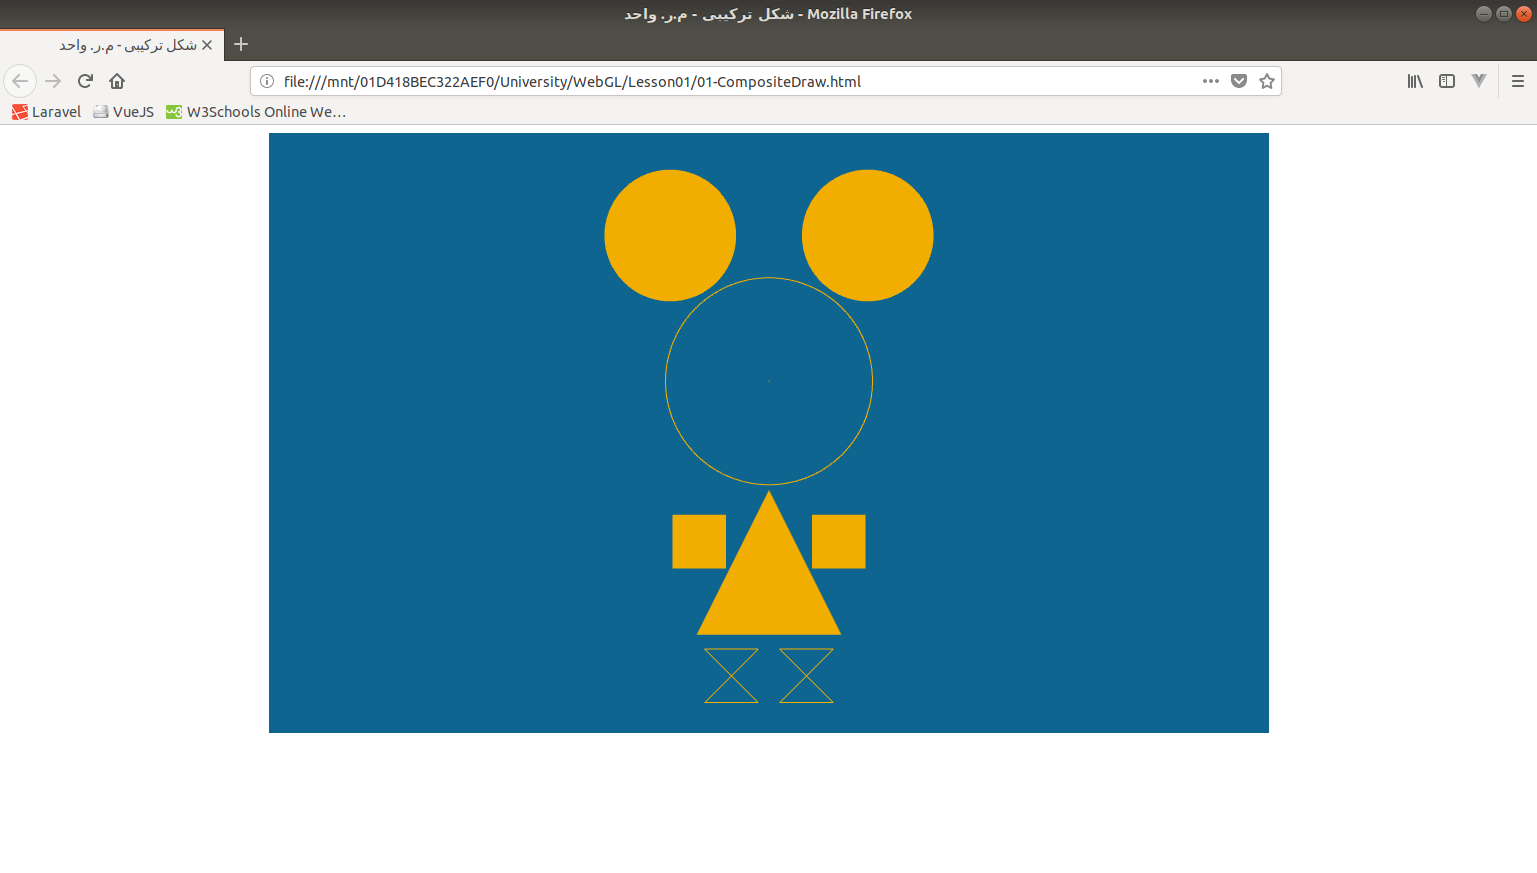 شکل ترکیبی - م.ر. واحد - Mozilla Firefox
شکل ترکیبی - م.ر. واحد
file:///mnt/01D418BEC322AEF0/University/WebGL/Lesson01/01-CompositeDraw.html
Laravel VueJS W3Schools Online We…